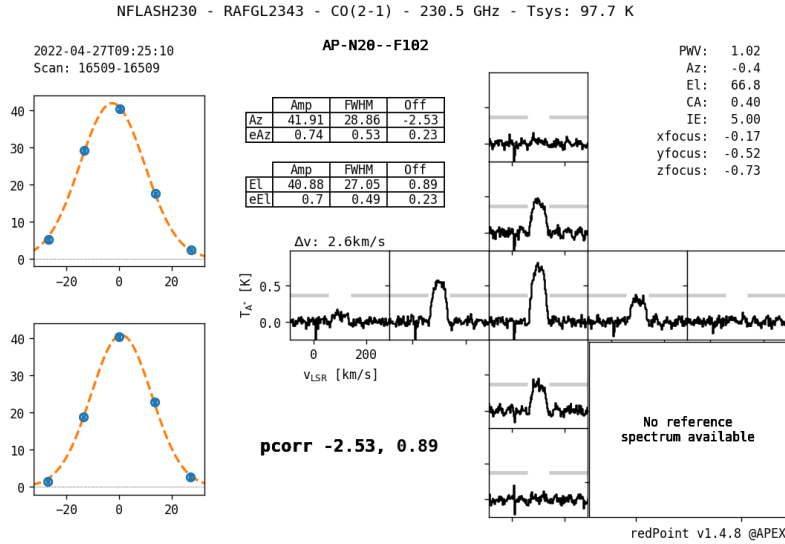 NFLASH230 - RAFGL2343 - CO(2-1) - 230.5 GHz - Tsys: 97.7 K
2022-04-27T09:25:10
Scan: 16509-16509
AP-N20--F102
PWV: 1.02
Az: -0.4
El: 66.8
CA: 0.40
IE: 5.00
xfocus: -0.17
yfocus: -0.52
zfocus: -0.73
Amp FWHM Off
Az 41.91 28.86 -2.53
eAz 0.74 0.53 0.23
Amp FWHM Off
El 40.88 27.05 0.89
eEl 0.7 0.49 0.23
40
30
20
10
0
−20 0 20
Δv: 2.6km/s
T_A* [K]
0.5
0.0
0 200
v_LSR [km/s]
40
30
20
10
0
−20 0 20
pcorr -2.53, 0.89
No reference
spectrum available
redPoint v1.4.8 @APEX